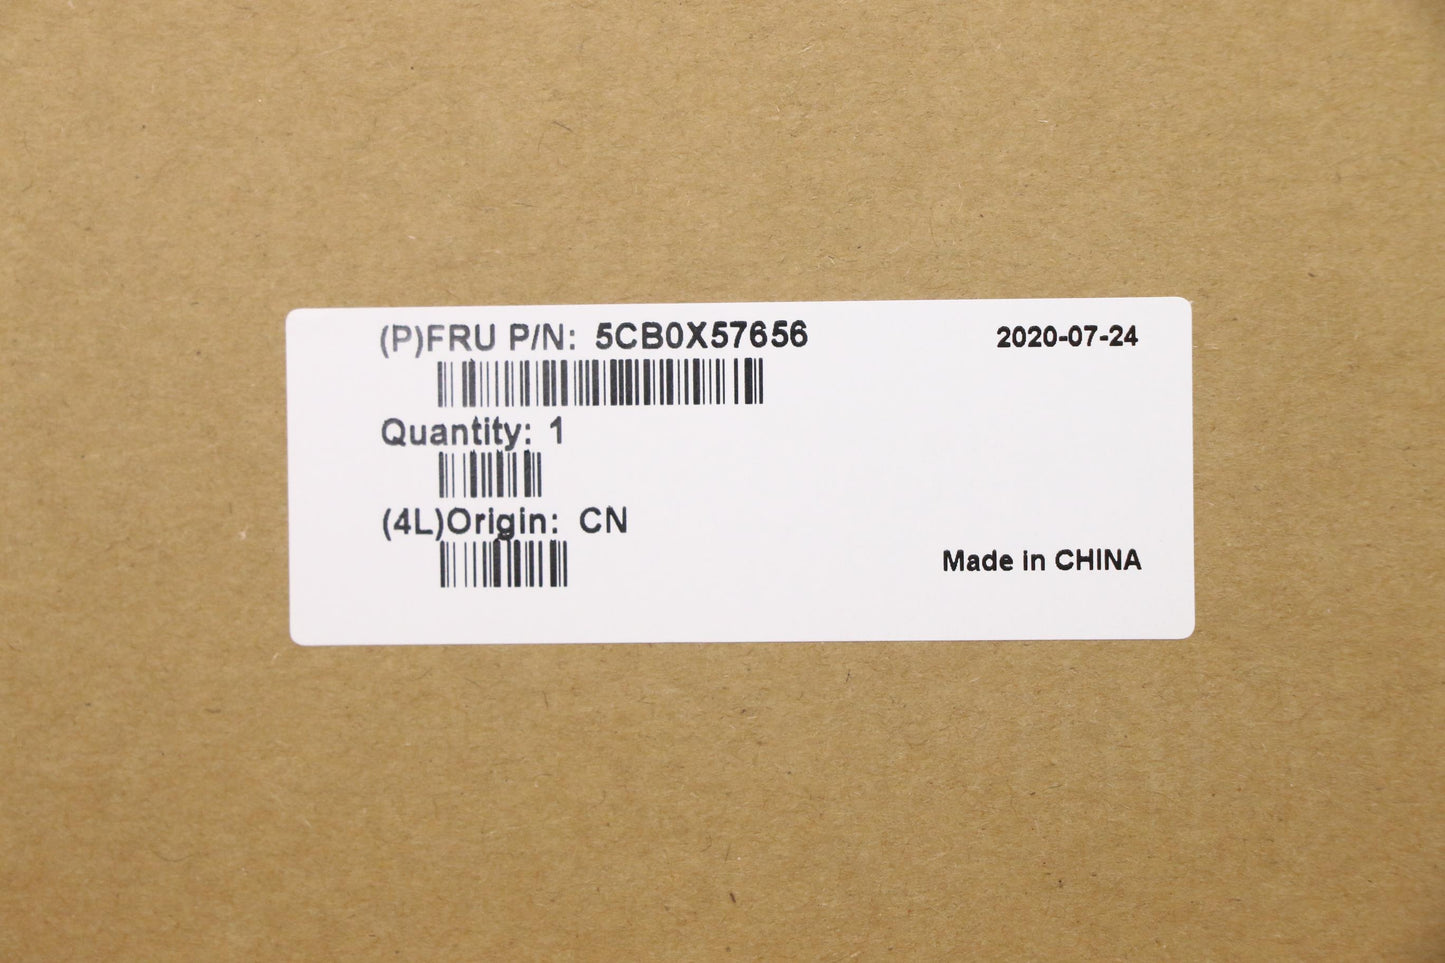 (P)FRU P/N: 5CB0X57656
2020-07-24
Quantity: 1
(4L)Origin: CN
Made in CHINA